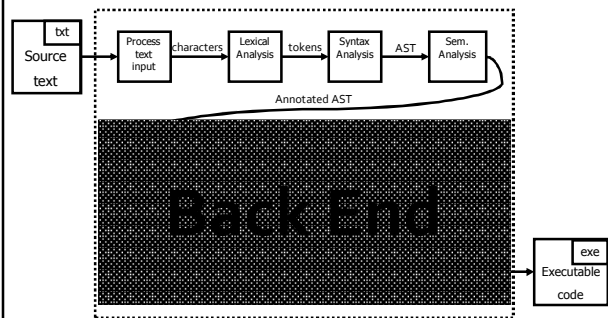 txt
Source
text
Process
text
input
characters
Lexical
Analysis
tokens
Syntax
Analysis
AST
Sem.
Analysis
Annotated AST
Back End
exe
Executable
code